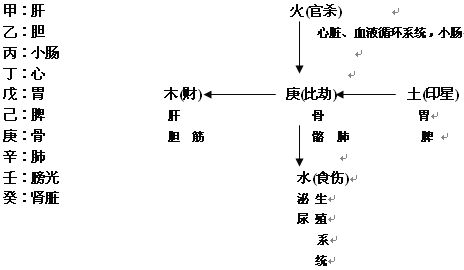 甲：肝
乙：胆
丙：小肠
丁：心
戊：胃
己：脾
庚：骨
辛：肺
壬：膀光
癸：肾脏
火(官杀)
心脏、血液循环系统，小肠
木(财)
庚(比劫)
土(印星)
肝
骨
胃
胆 筋
骼 肺
脾
水(食伤)
泌 生
尿 殖
系
统